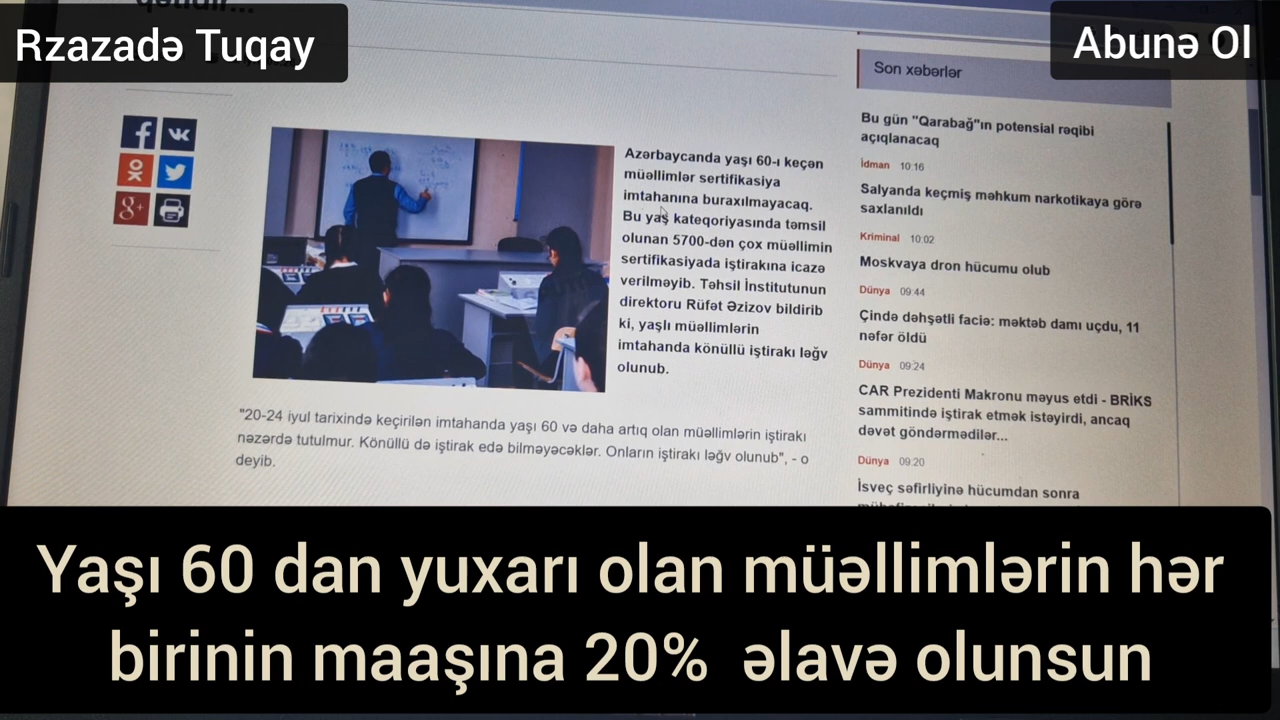 qəlidir...
Rzazadə Tuqay
Abunə Ol
Son xəbərlər
Azərbaycanda yaşı 60-ı keçən
müəllimlər sertifikasiya
imtahanına buraxılmayacaq.
Bu yaş kateqoriyasında təmsil
olunan 5700-dən çox müəllimin
sertifikasiyada iştirakına icazə
verilməyib. Təhsil İnstitutunun
direktoru Rüfət Əzizov bildirib
ki, yaşlı müəllimlərin
imtahanda könüllü iştirakı ləğv
olunub.
"20-24 iyul tarixində keçirilən imtahanda yaşı 60 və daha artıq olan müəllimlərin iştirakı
nəzərdə tutulmur. Könüllü də iştirak edə bilməyəcəklər. Onların iştirakı ləğv olunub", - o
deyib.
Bu gün "Qarabağ"ın potensial rəqibi
açıqlanacaq
İdman 10:16
Salyanda keçmiş məhkum narkotikaya görə
saxlanıldı
Kriminal 10:02
Moskvaya dron hücumu olub
Dünya 09:44
Çində dəhşətli faciə: məktəb damı uçdu, 11
nəfər öldü
Dünya 09:24
CAR Prezidenti Makronu məyus etdi - BRİKS
sammitində iştirak etmək istəyirdi, ancaq
dəvət göndərmədilər...
Dünya 09:20
İsveç səfirliyinə hücumdan sonra
Yaşı 60 dan yuxarı olan müəllimlərin hər
birinin maaşına 20% əlavə olunsun